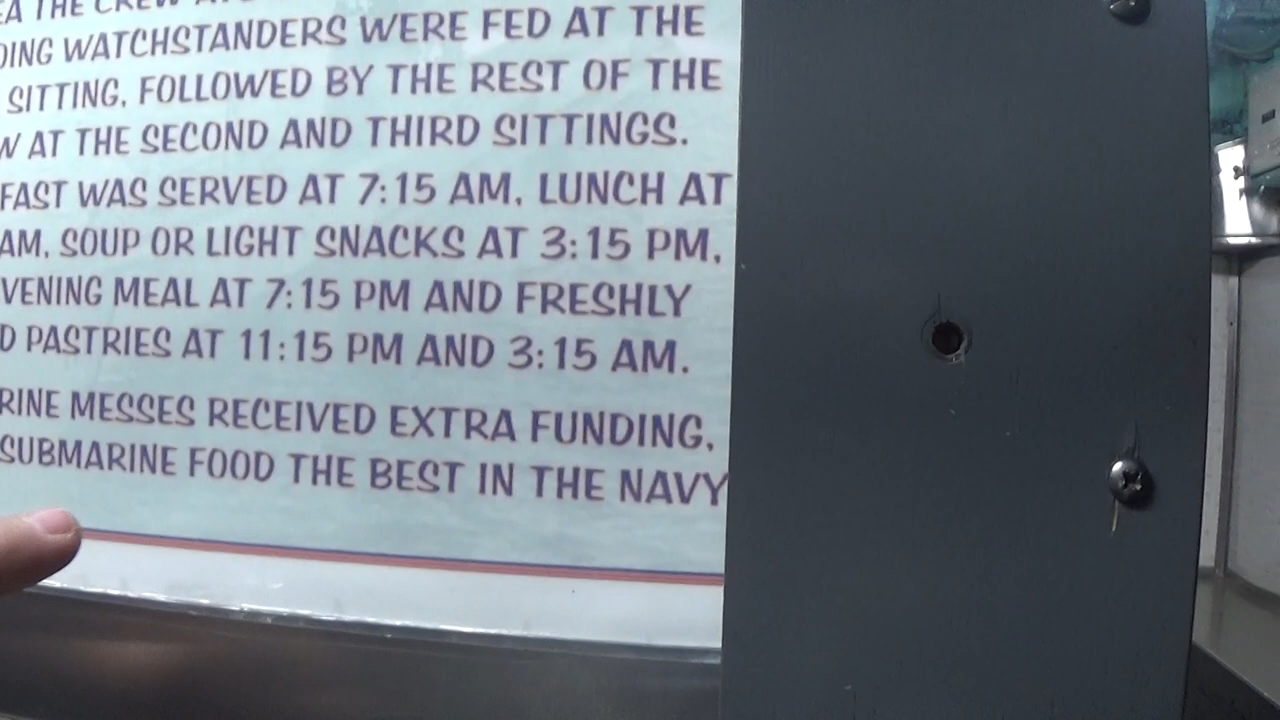 THE CREW
WATCHSTANDERS WERE FED AT THE
SITTING, FOLLOWED BY THE REST OF THE
AT THE SECOND AND THIRD SITTINGS.
FAST WAS SERVED AT 7:15 AM, LUNCH AT
AM, SOUP OR LIGHT SNACKS AT 3:15 PM,
VENING MEAL AT 7:15 PM AND FRESHLY
D PASTRIES AT 11:15 PM AND 3:15 AM.
RINE MESSES RECEIVED EXTRA FUNDING,
SUBMARINE FOOD THE BEST IN THE NAVY